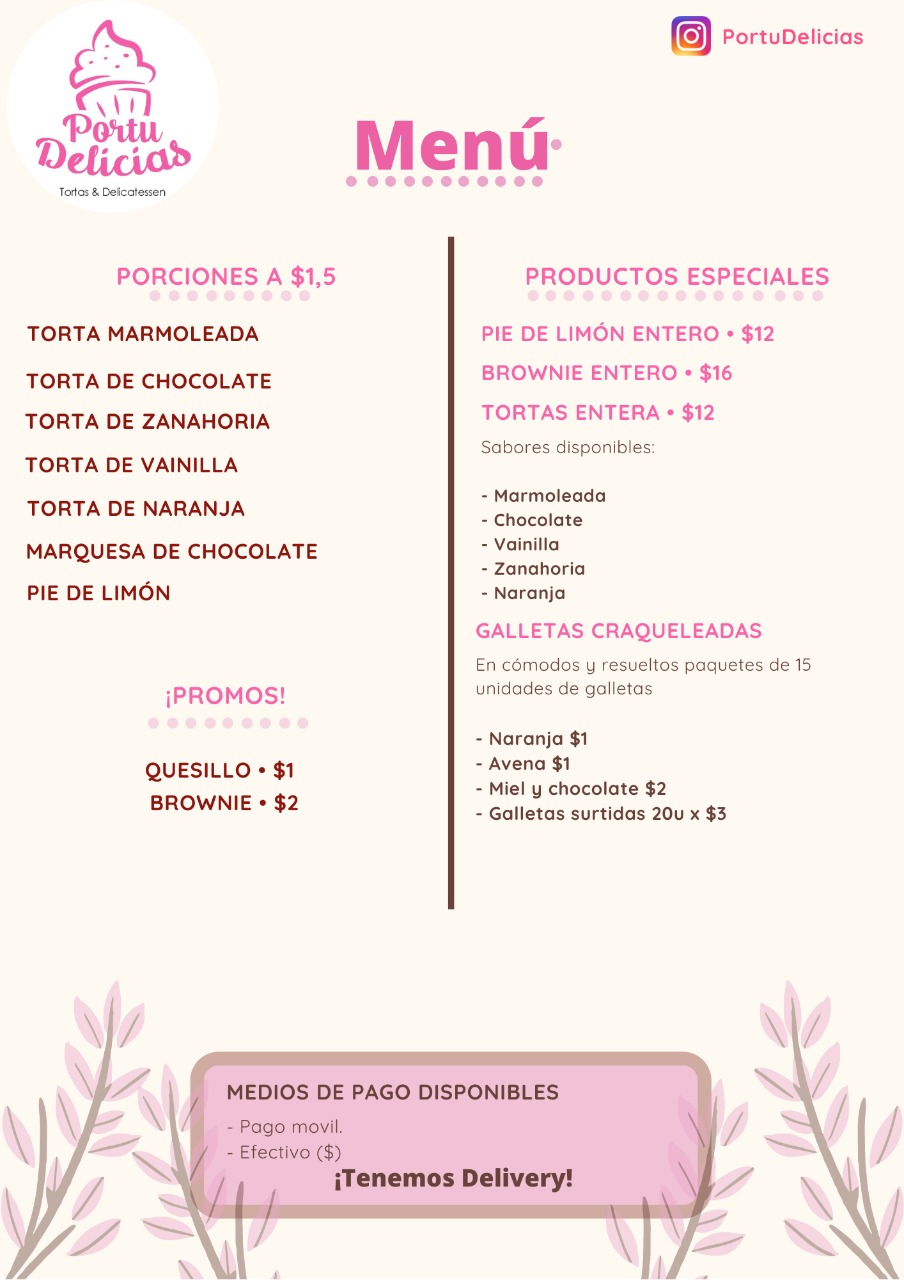 Portu
Delicias
Tortas & Delicatessen
PortuDelicias
Menú
PORCIONES A $1,5
TORTA MARMOLEADA
TORTA DE CHOCOLATE
TORTA DE ZANAHORIA
TORTA DE VAINILLA
TORTA DE NARANJA
MARQUESA DE CHOCOLATE
PIE DE LIMÓN
¡PROMOS!
QUESILLO • $1
BROWNIE • $2
PRODUCTOS ESPECIALES
PIE DE LIMÓN ENTERO • $12
BROWNIE ENTERO • $16
TORTAS ENTERA • $12
Sabores disponibles:
- Marmoleada
- Chocolate
- Vainilla
- Zanahoria
- Naranja
GALLETAS CRAQUELEADAS
En cómodos y resueltos paquetes de 15
unidades de galletas
- Naranja $1
- Avena $1
- Miel y chocolate $2
- Galletas surtidas 20u x $3
MEDIOS DE PAGO DISPONIBLES
- Pago movil.
- Efectivo ($)
¡Tenemos Delivery!